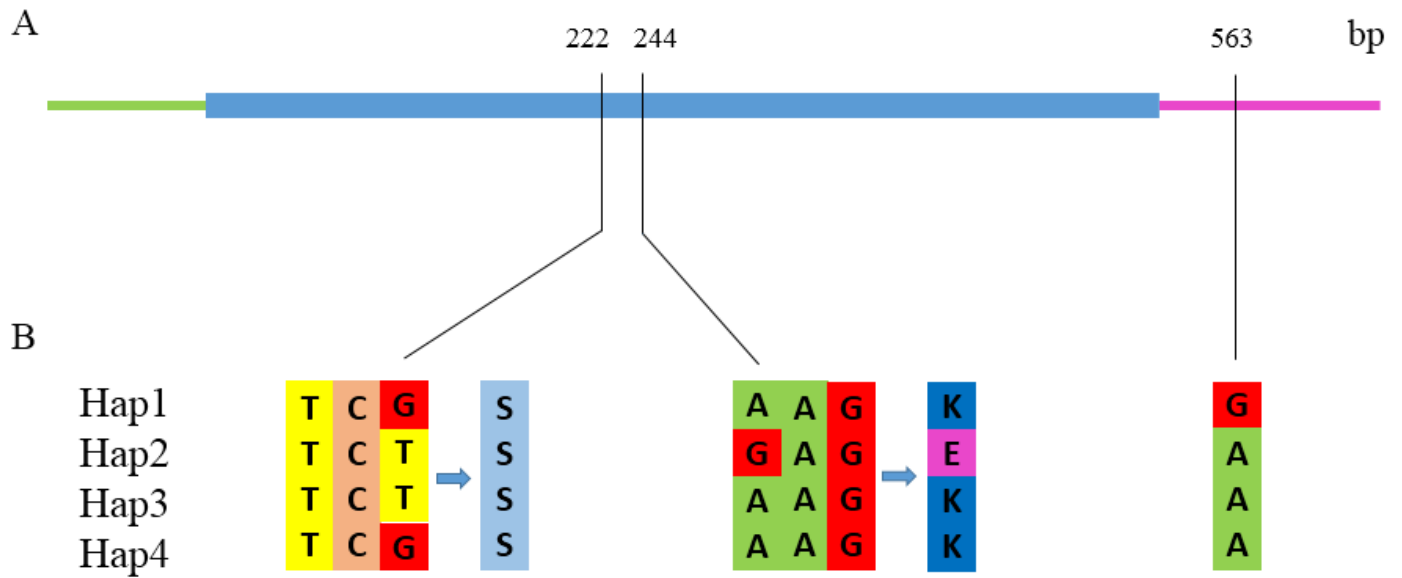 A
222 244 563 bp
B
Hap1 T C G S A A G K G
Hap2 T C T S G A G E A
Hap3 T C T S A A G K A
Hap4 T C G S A A G K A